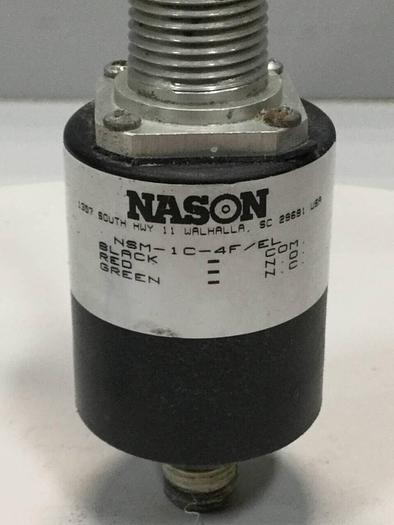 NASON
1307 SOUTH HWY 11 WALHALLA, SC 29691 USA
NSM-1C-4F/EL
BLACK = COM.
RED = N.O.
GREEN = N.C.